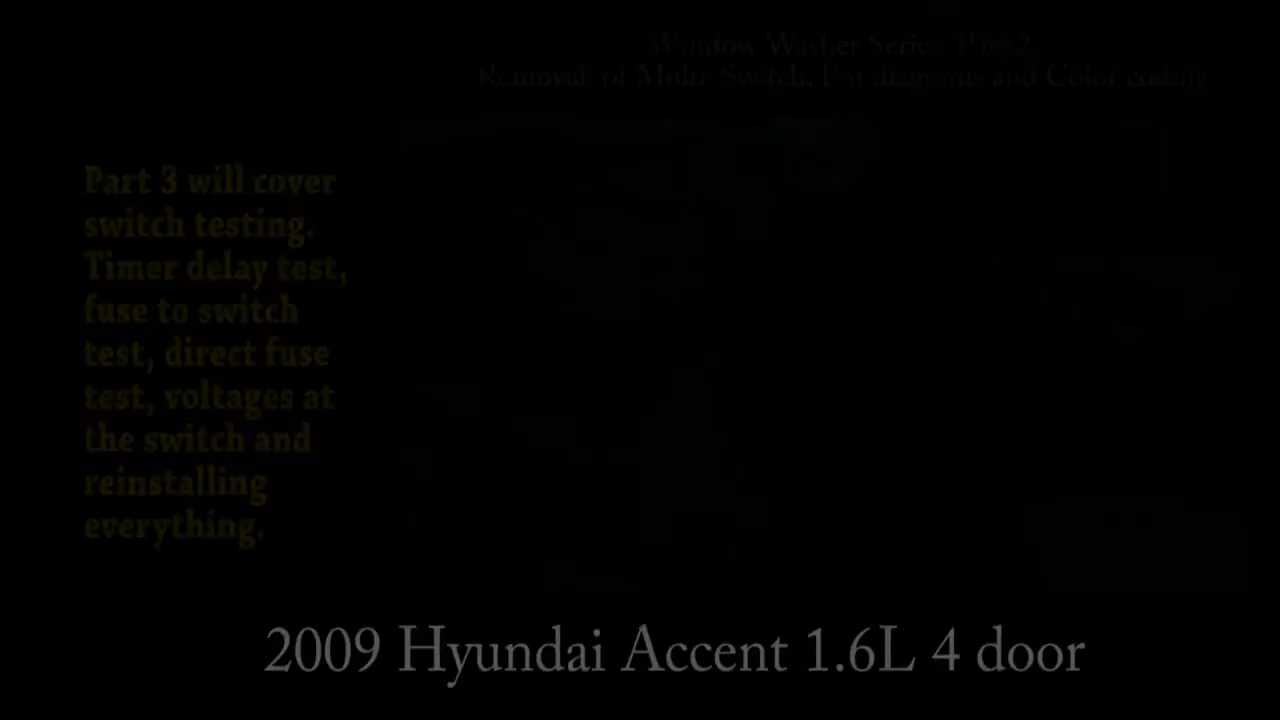 Window Washer Series: Part 2
Removal of Multi-Switch, Pin diagrams and Color coding
Part 3 will cover
switch testing.
Timer delay test,
fuse to switch
test, direct fuse
test, voltages at
the switch and
reinstalling
everything.
2009 Hyundai Accent 1.6L 4 door